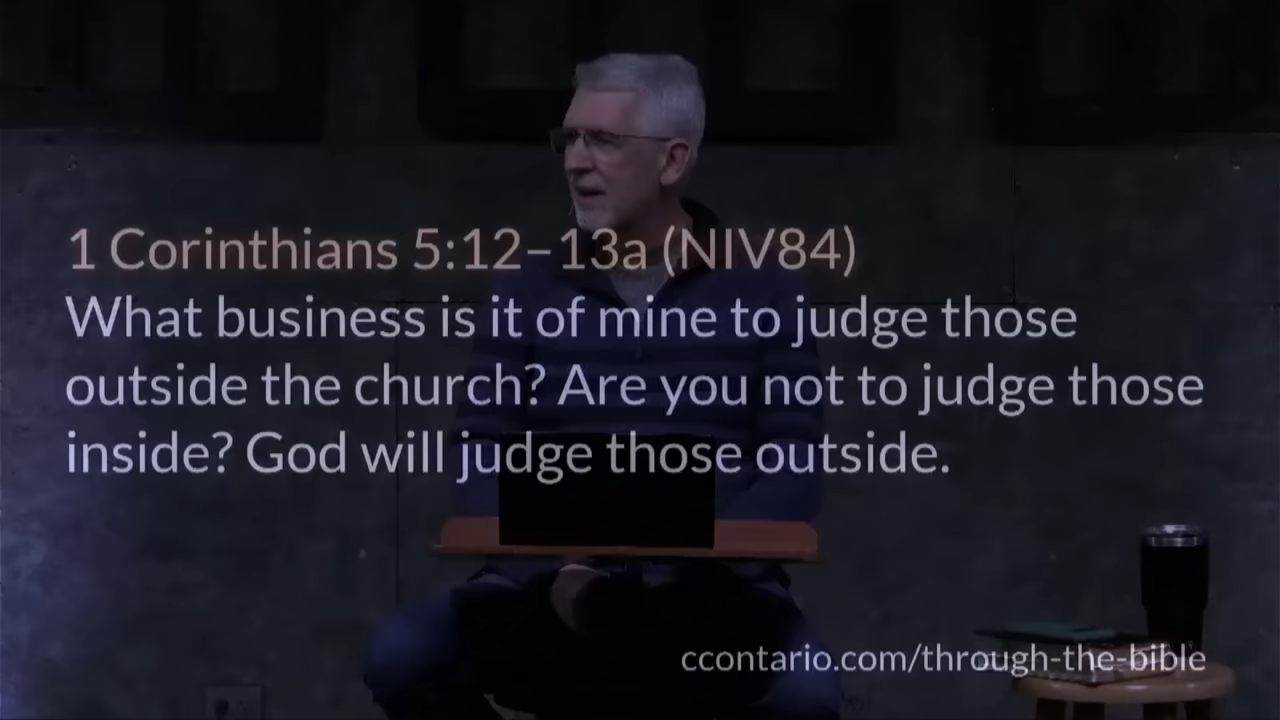 1 Corinthians 5:12–13a (NIV84)
What business is it of mine to judge those
outside the church? Are you not to judge those
inside? God will judge those outside.
ccontario.com/through-the-bible